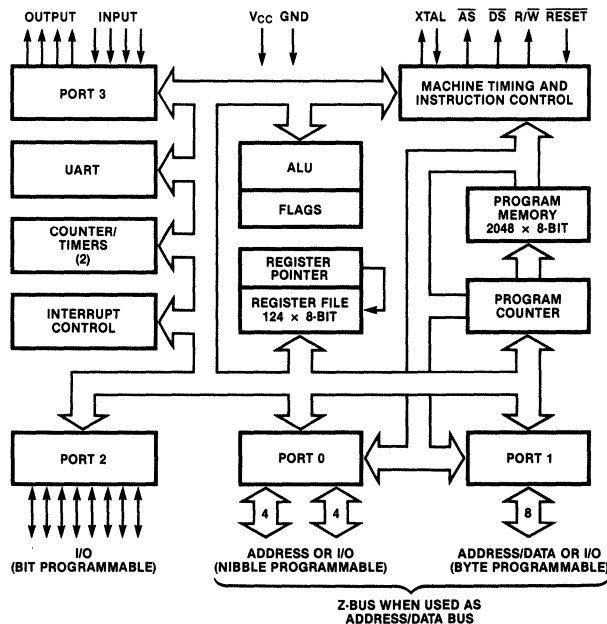 OUTPUT INPUT VCC GND XTAL AS DS R/W RESET
PORT 3
MACHINE TIMING AND
INSTRUCTION CONTROL
UART
ALU
FLAGS
COUNTER/
TIMERS
(2)
PROGRAM
MEMORY
2048 × 8-BIT
REGISTER
POINTER
REGISTER FILE
124 × 8-BIT
INTERRUPT
CONTROL
PROGRAM
COUNTER
PORT 2
PORT 0
PORT 1
4 4 8
I/O
(BIT PROGRAMMABLE)
ADDRESS OR I/O
(NIBBLE PROGRAMMABLE)
ADDRESS/DATA OR I/O
(BYTE PROGRAMMABLE)
Z-BUS WHEN USED AS
ADDRESS/DATA BUS